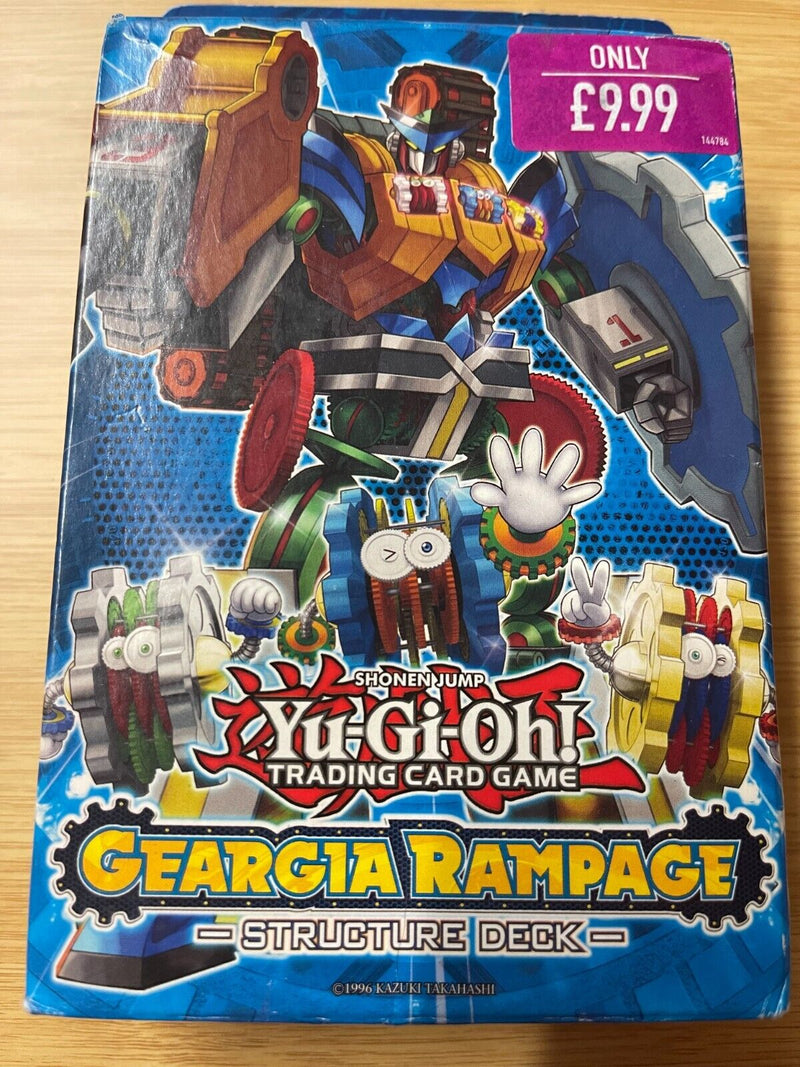 ONLY
£9.99
144784
1
SHONEN JUMP
Yu-Gi-Oh!
TRADING CARD GAME
GEARGIA RAMPAGE
– STRUCTURE DECK –
©1996 KAZUKI TAKAHASHI